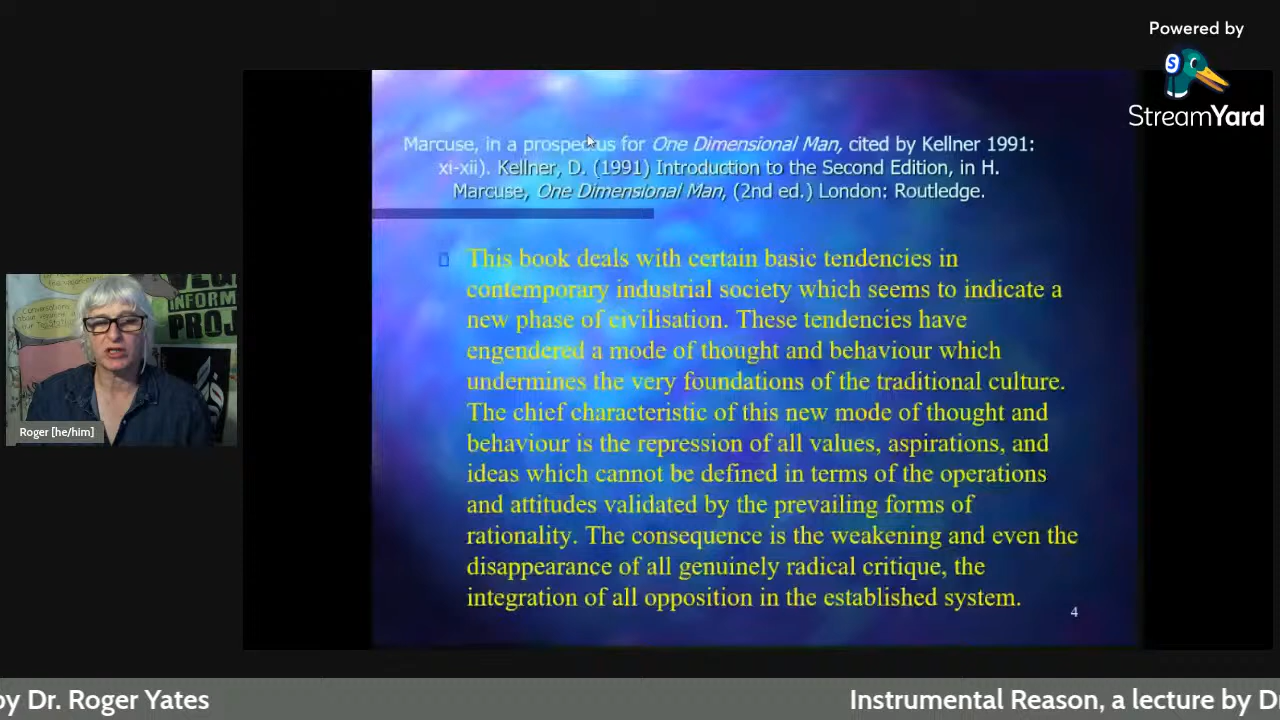 Powered by
StreamYard
Marcuse, in a prospectus for One Dimensional Man, cited by Kellner 1991:
xi-xii). Kellner, D. (1991) Introduction to the Second Edition, in H.
Marcuse, One Dimensional Man, (2nd ed.) London: Routledge.
This book deals with certain basic tendencies in
contemporary industrial society which seems to indicate a
new phase of civilisation. These tendencies have
engendered a mode of thought and behaviour which
undermines the very foundations of the traditional culture.
The chief characteristic of this new mode of thought and
behaviour is the repression of all values, aspirations, and
ideas which cannot be defined in terms of the operations
and attitudes validated by the prevailing forms of
rationality. The consequence is the weakening and even the
disappearance of all genuinely radical critique, the
integration of all opposition in the established system.
4
Conversations
INFORM
PROJ
Roger [he/him]
by Dr. Roger Yates
Instrumental Reason, a lecture by D